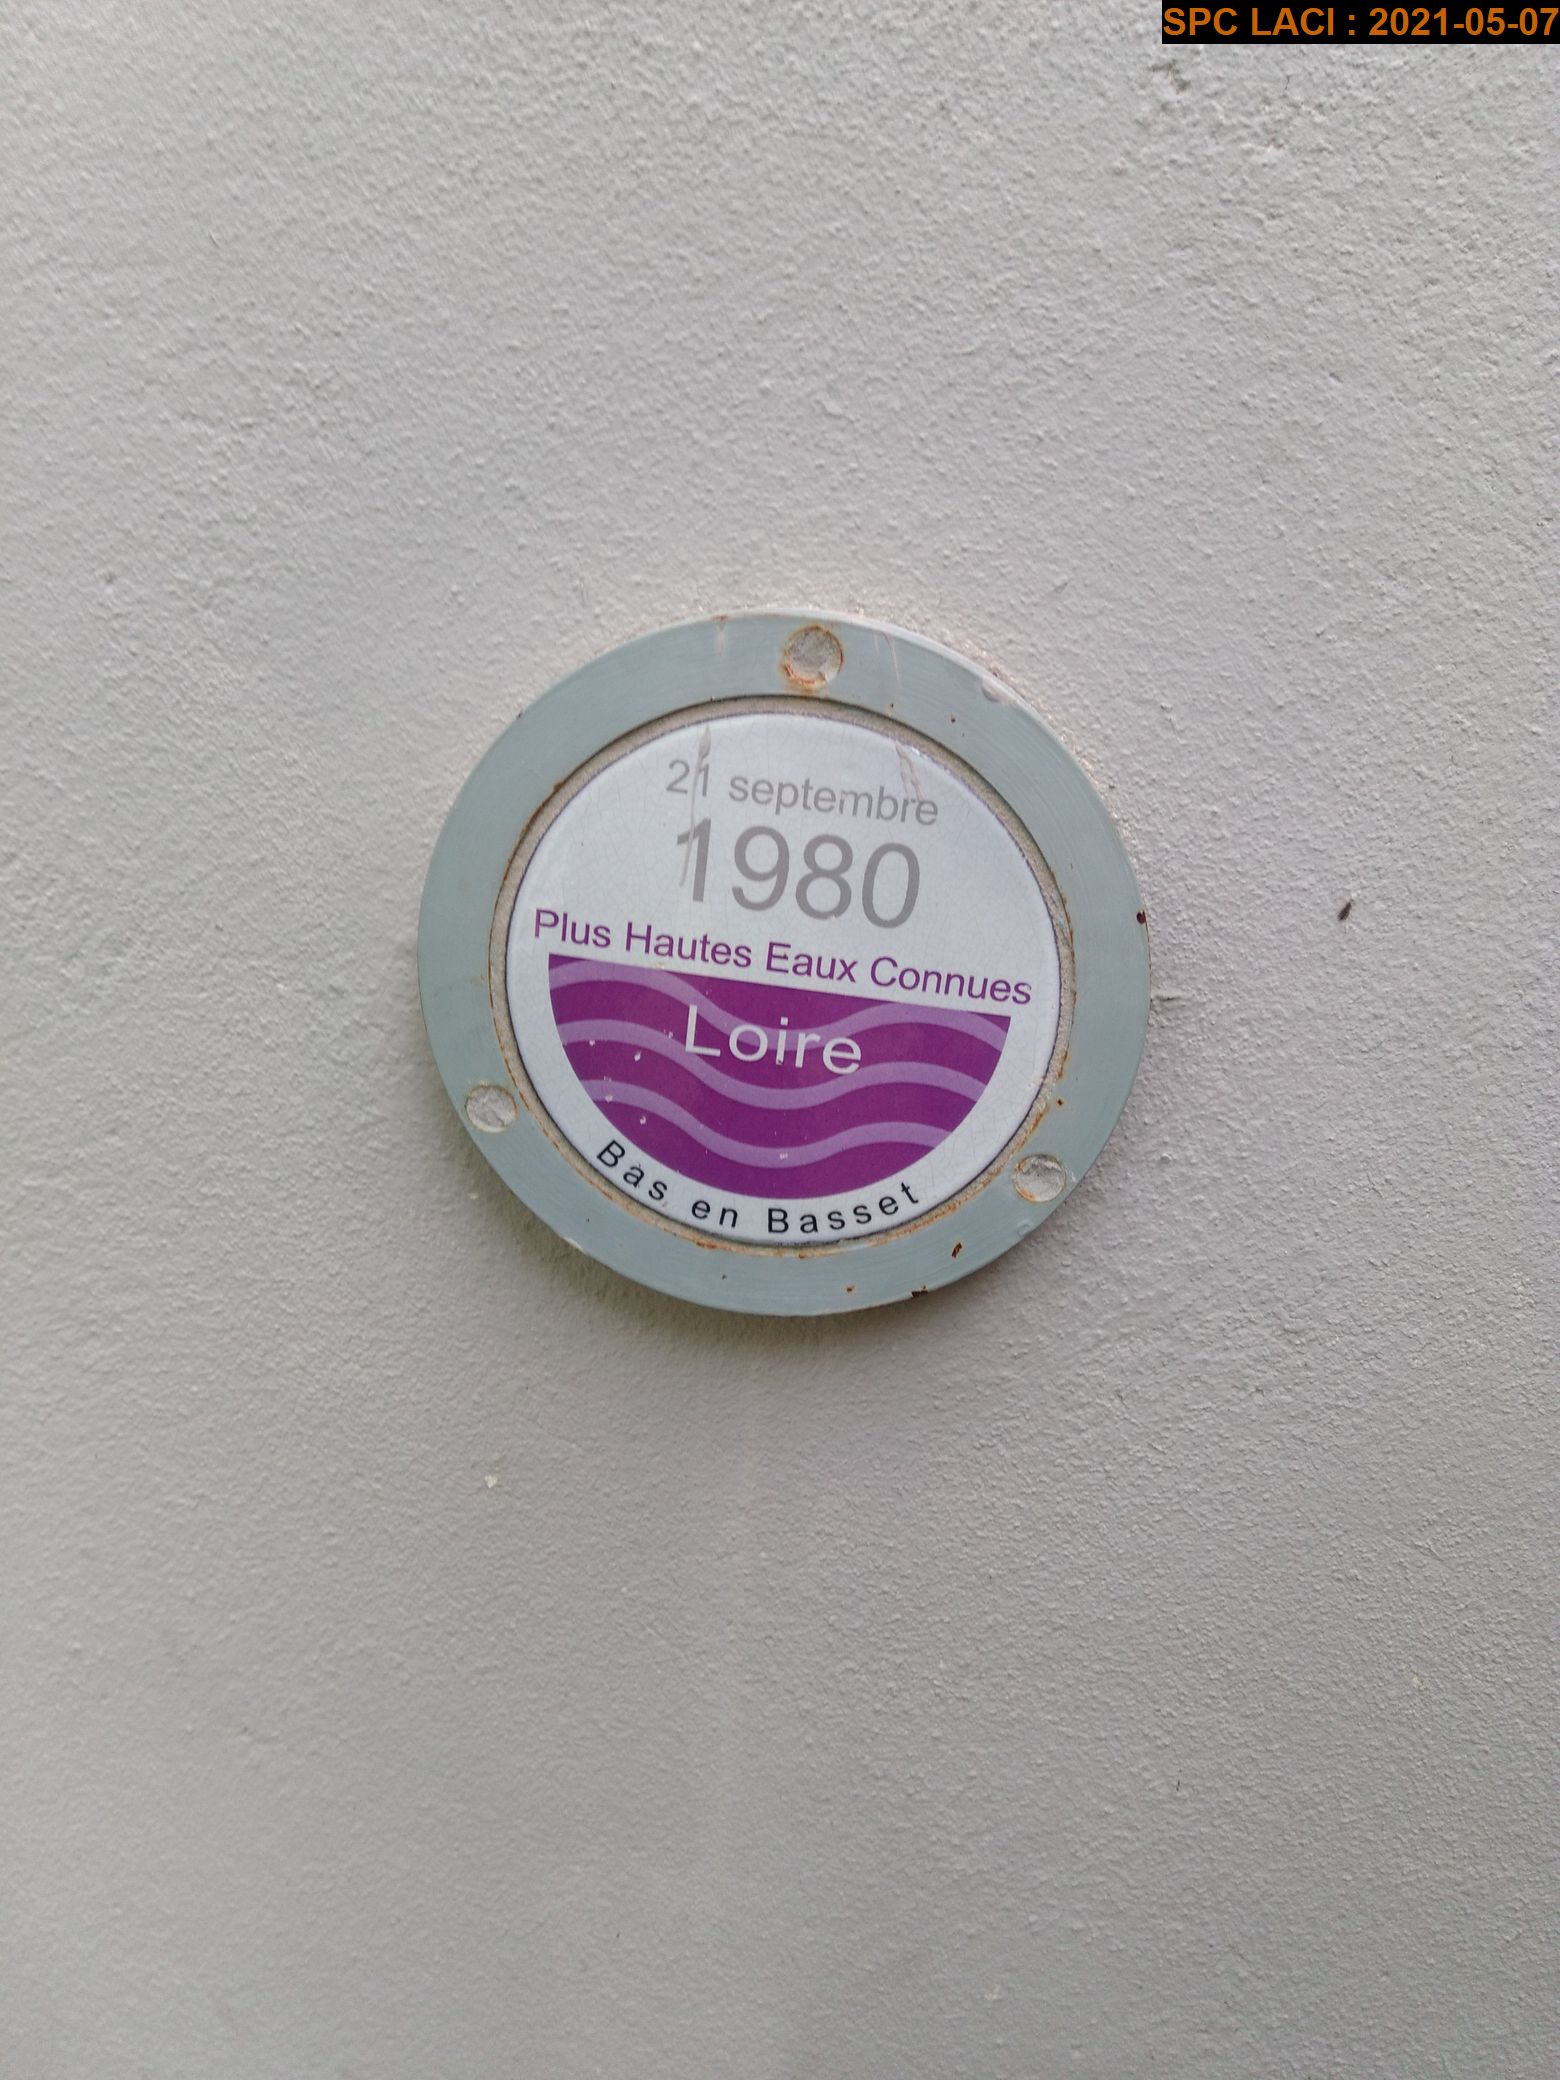 SPC LACI : 2021-05-07
21 septembre
1980
Plus Hautes Eaux Connues
Loire
Bas en Basset